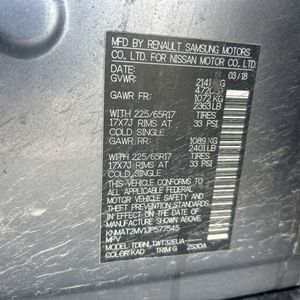 MFD BY RENAULT SAMSUNG MOTORS
CO. LTD. FOR NISSAN MOTOR CO. LTD.
DATE: 03/18
GVWR: 2141 KG
4720 LB
GAWR FR: 1072 KG
2363 LB
WITH 225/65R17 TIRES
17X7J RIMS AT 33 PSI
COLD SINGLE
GAWR RR: 1089 KG
2401 LB
WITH 225/65R17 TIRES
17X7J RIMS AT 33 PSI
COLD SINGLE
THIS VEHICLE CONFORMS TO ALL APPLICABLE FEDERAL
MOTOR VEHICLE SAFETY AND
THEFT PREVENTION STANDARDS
IN EFFECT ON THE DATE OF
MANUFACTURE SHOWN ABOVE
KNMAT2MV1JP577545
MPV
MODEL
COLOR: KAD TRIM: G